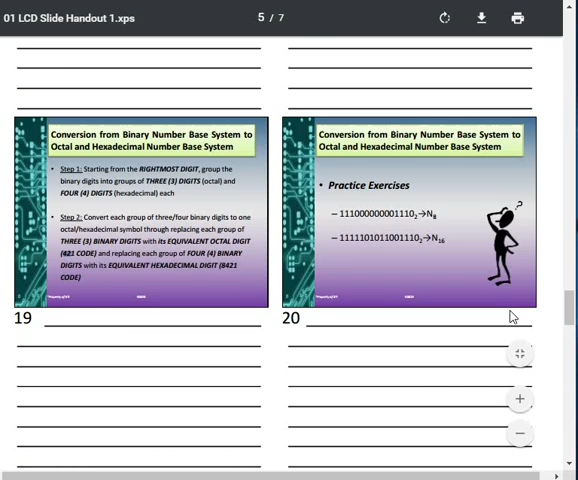 01 LCD Slide Handout 1.xps
5 / 7
Conversion from Binary Number Base System to
Octal and Hexadecimal Number Base System
• Step 1: Starting from the RIGHTMOST DIGIT, group the
binary digits into groups of THREE (3) DIGITS (octal) and
FOUR (4) DIGITS (hexadecimal) each
• Step 2: Convert each group of three/four binary digits to one
octal/hexadecimal symbol through replacing each group of
THREE (3) BINARY DIGITS with its EQUIVALENT OCTAL DIGIT
(421 CODE) and replacing each group of FOUR (4) BINARY
DIGITS with its EQUIVALENT HEXADECIMAL DIGIT (8421
CODE)
19
Conversion from Binary Number Base System to
Octal and Hexadecimal Number Base System
• Practice Exercises
– 111000000001110₂→N₈
– 1111101011001110₂→N₁₆
?
20